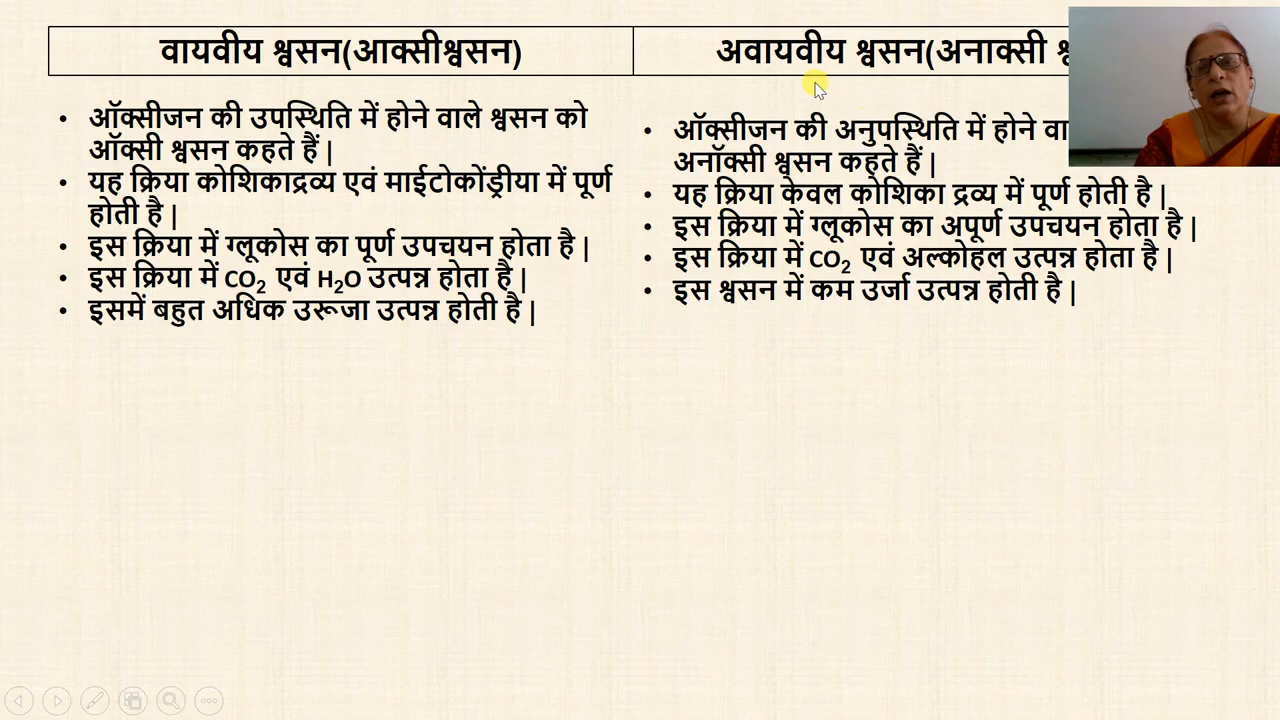 वायवीय श्वसन(आक्सीश्वसन)
अवायवीय श्वसन(अनाक्सी
• ऑक्सीजन की उपस्थिति में होने वाले श्वसन को
ऑक्सी श्वसन कहते हैं |
• यह क्रिया कोशिकाद्रव्य एवं माईटोकोंड्रीया में पूर्ण
होती है |
• इस क्रिया में ग्लूकोस का पूर्ण उपचयन होता है |
• इस क्रिया में CO₂ एवं H₂O उत्पन्न होता है |
• इसमें बहुत अधिक उरूजा उत्पन्न होती है |
• ऑक्सीजन की अनुपस्थिति में होने
अनॉक्सी श्वसन कहते हैं |
• यह क्रिया केवल कोशिका द्रव्य में पूर्ण होती है |
• इस क्रिया में ग्लूकोस का अपूर्ण उपचयन होता है |
• इस क्रिया में CO₂ एवं अल्कोहल उत्पन्न होता है |
• इस श्वसन में कम उर्जा उत्पन्न होती है |